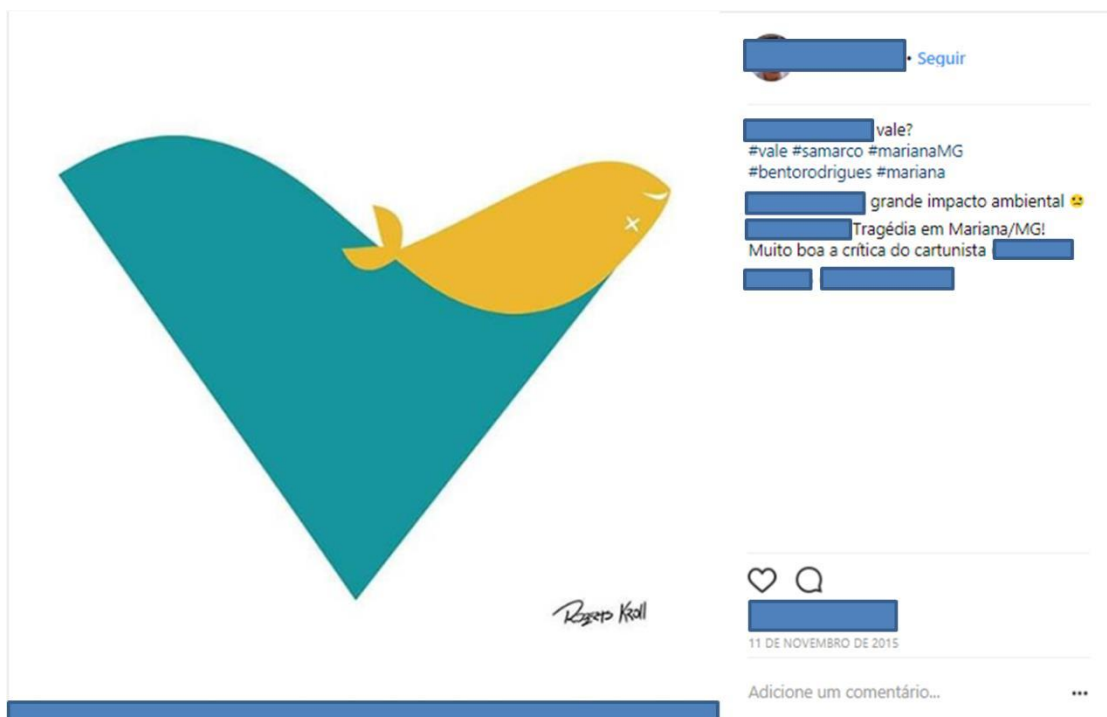 • Seguir
vale?
#vale #samarco #marianaMG
#bentorodrigues #mariana
grande impacto ambiental
Tragédia em Mariana/MG!
Muito boa a crítica do cartunista
Roberto Kroll
11 DE NOVEMBRO DE 2015
Adicione um comentário...